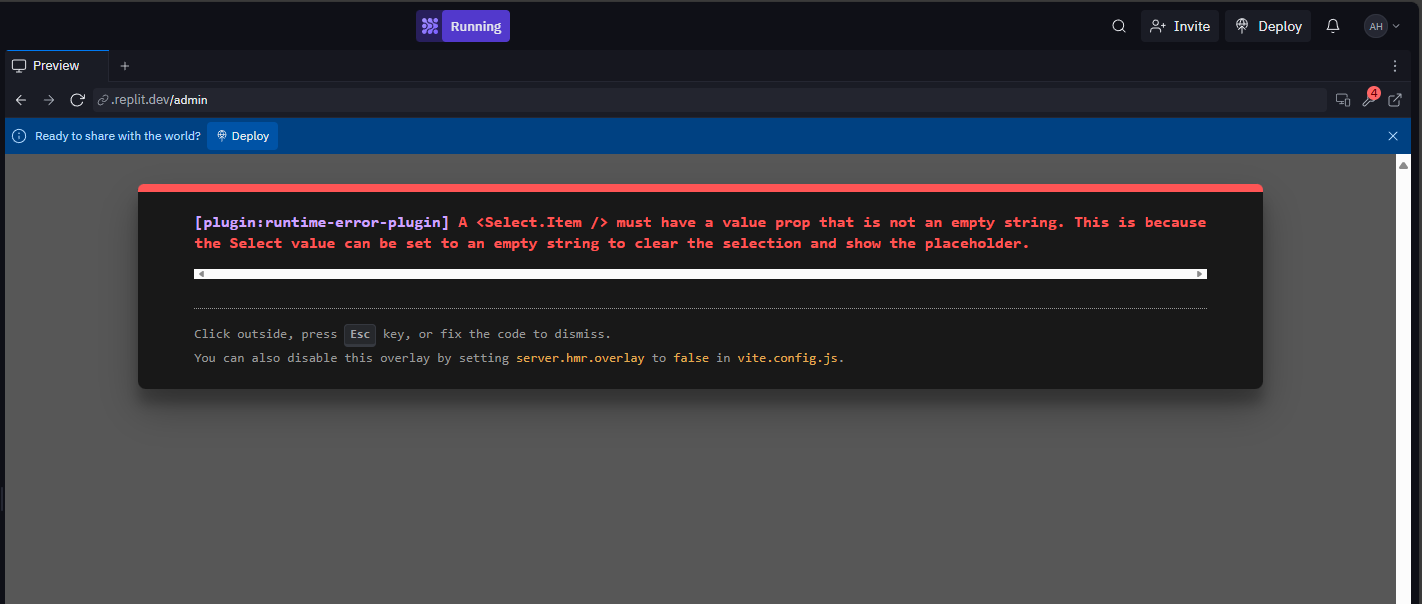 Running
Invite
Deploy
AH
Preview
.replit.dev/admin
4
Ready to share with the world? Deploy
[plugin:runtime-error-plugin] A <Select.Item /> must have a value prop that is not an empty string. This is because
the Select value can be set to an empty string to clear the selection and show the placeholder.
Click outside, press Esc key, or fix the code to dismiss.
You can also disable this overlay by setting server.hmr.overlay to false in vite.config.js.